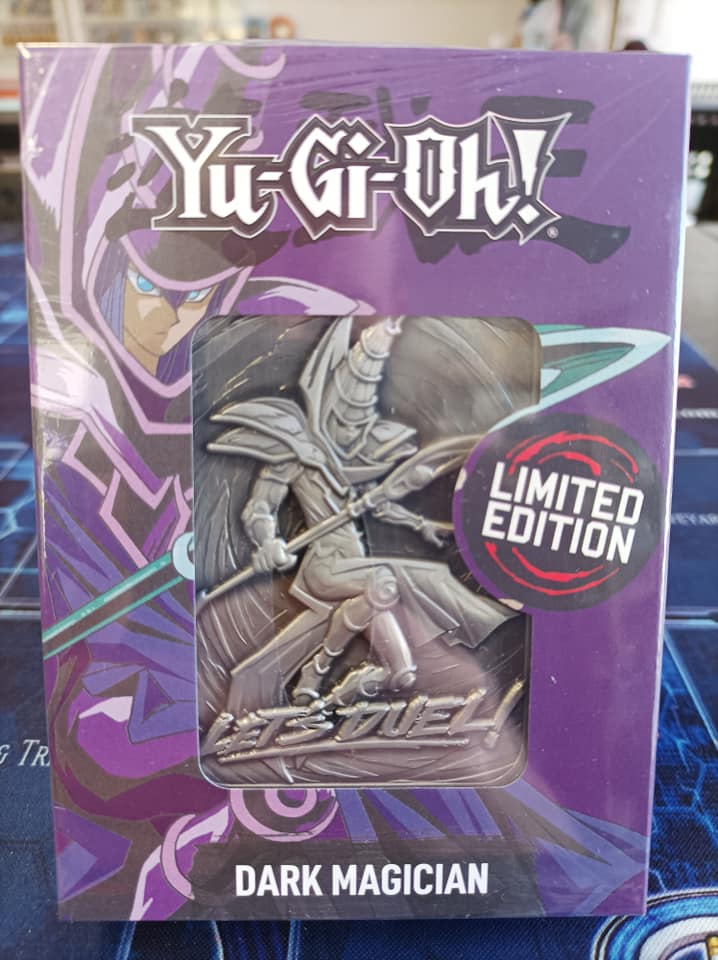 Yu-Gi-Oh!
®
LIMITED
EDITION
LET'S DUEL!
DARK MAGICIAN